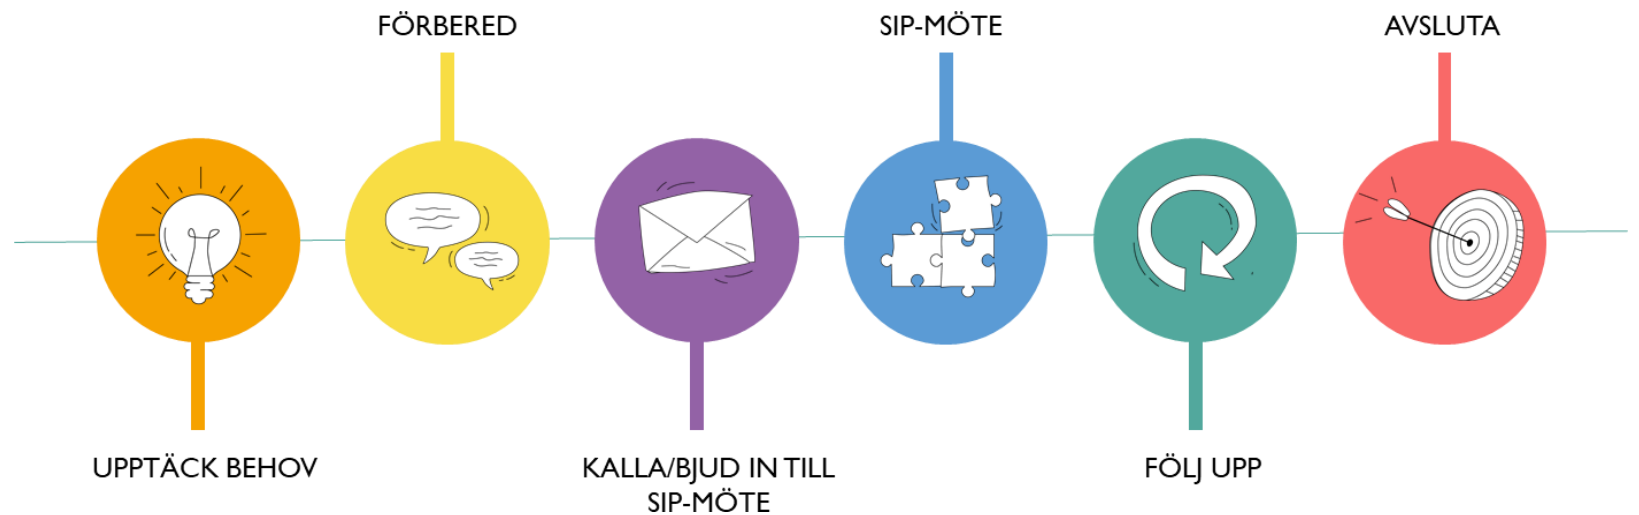 FÖRBERED
SIP-MÖTE
AVSLUTA
UPPTÄCK BEHOV
KALLA/BJUD IN TILL
SIP-MÖTE
FÖLJ UPP